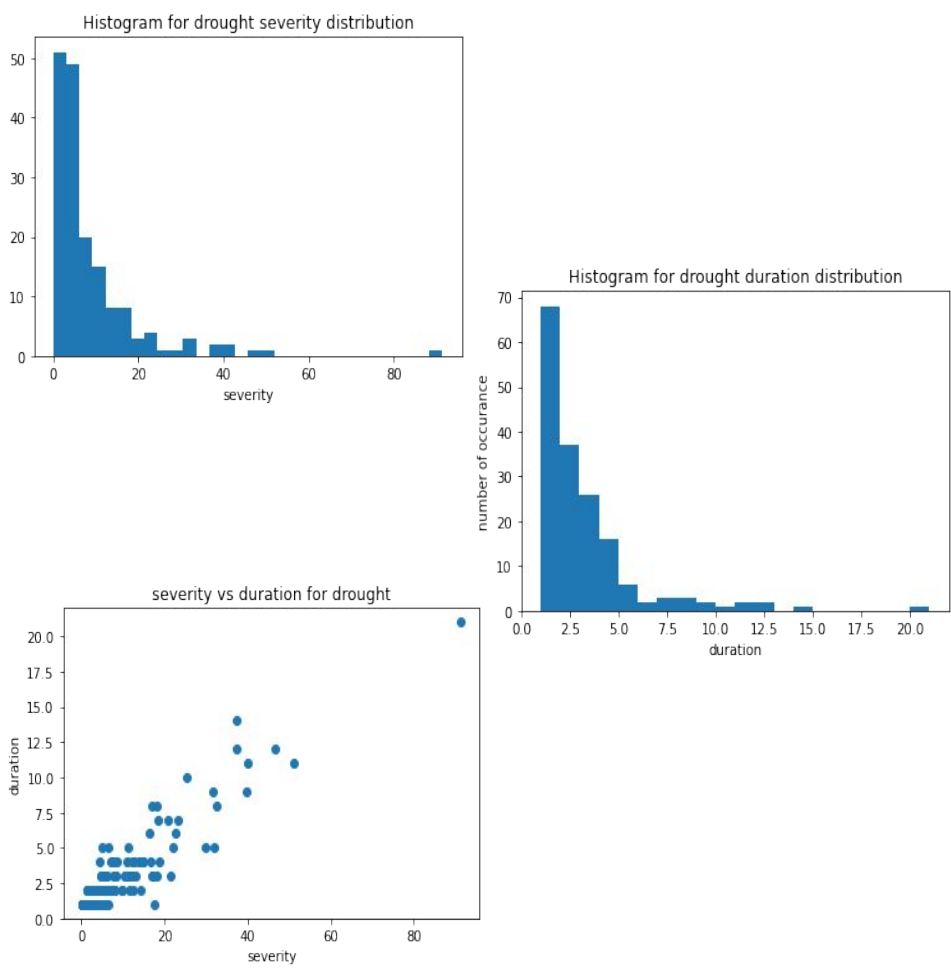 Histogram for drought severity distribution
50
40
30
20
10
0
0 20 40 60 80
severity
Histogram for drought duration distribution
70
60
50
40
30
20
10
0
number of occurance
0.0 2.5 5.0 7.5 10.0 12.5 15.0 17.5 20.0
duration
severity vs duration for drought
20.0
17.5
15.0
12.5
10.0
7.5
5.0
2.5
0.0
duration
0 20 40 60 80
severity